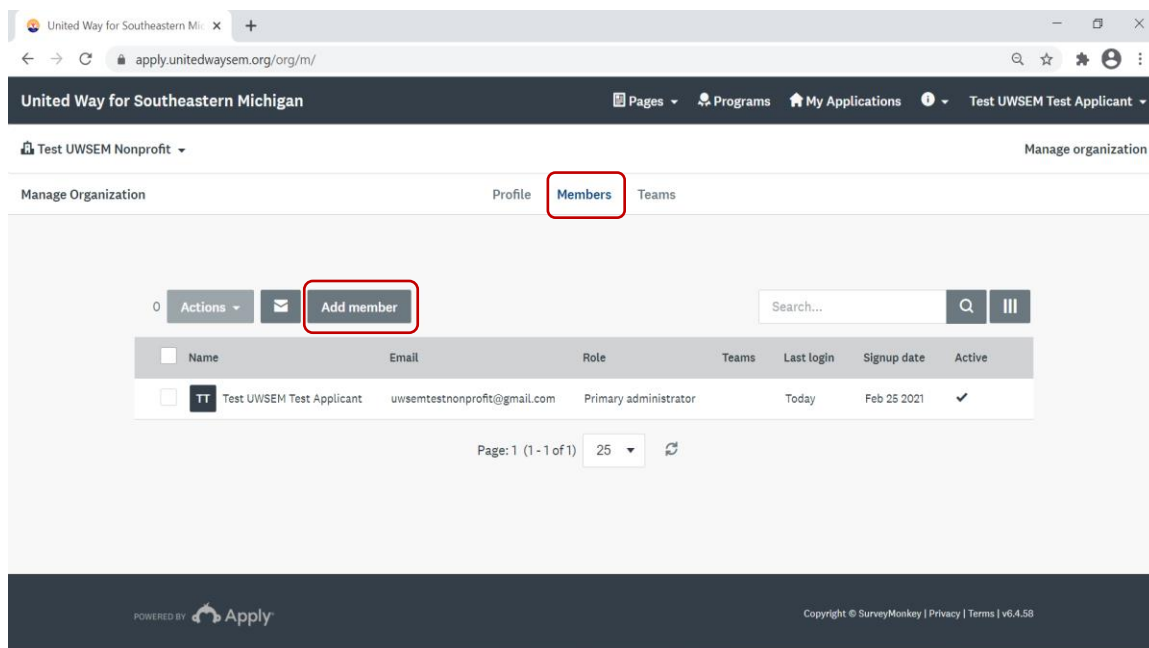 United Way for Southeastern Mic
apply.unitedwaysem.org/org/m/
United Way for Southeastern Michigan Pages Programs My Applications Test UWSEM Test Applicant
Test UWSEM Nonprofit Manage organization
Manage Organization Profile Members Teams
0 Actions Add member Search...
Name Email Role Teams Last login Signup date Active
TT Test UWSEM Test Applicant uwsemtestnonprofit@gmail.com Primary administrator Today Feb 25 2021
Page: 1 (1 - 1 of 1) 25
POWERED BY Apply Copyright © SurveyMonkey | Privacy | Terms | v6.4.58